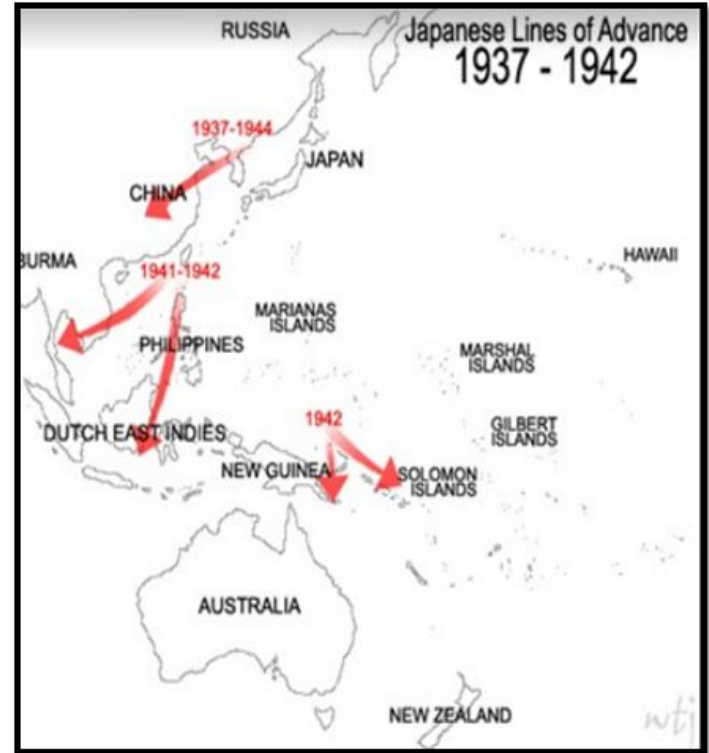 RUSSIA
Japanese Lines of Advance
1937 - 1942
1937-1944
JAPAN
CHINA
HAWAII
BURMA
1941-1942
MARIANAS
ISLANDS
PHILIPPINES
MARSHAL
ISLANDS
1942
GILBERT
ISLANDS
DUTCH EAST INDIES
NEW GUINEA
SOLOMON
ISLANDS
AUSTRALIA
NEW ZEALAND
wtj